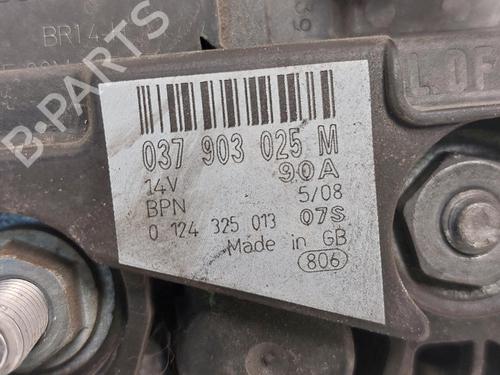 BR14-
B-PARTS
39
037 903 025 M
14V 90A
BPN 5/08
0 124 325 013 07S
Made in GB
806